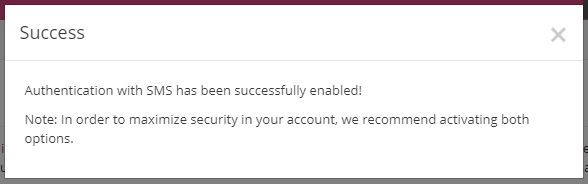 Success
Authentication with SMS has been successfully enabled!
Note: In order to maximize security in your account, we recommend activating both
options.